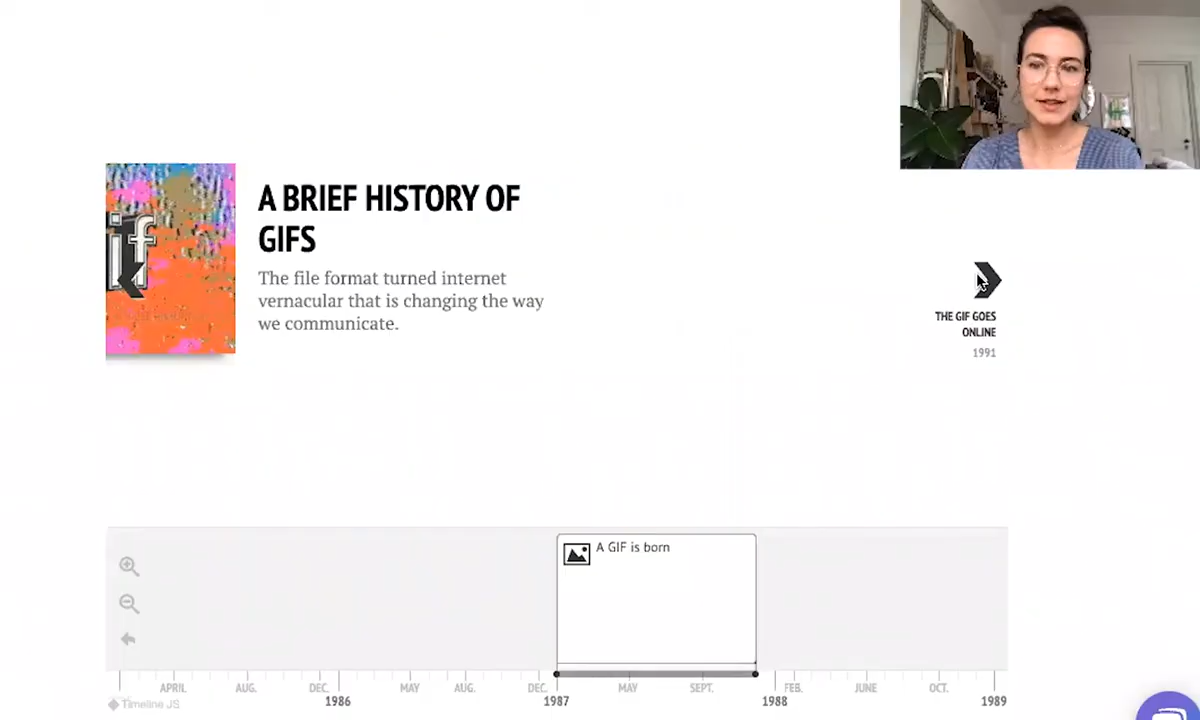 if
A BRIEF HISTORY OF
GIFS
The file format turned internet
vernacular that is changing the way
we communicate.
THE GIF GOES
ONLINE
1991
A GIF is born
APRIL AUG. DEC. MAY AUG. DEC. MAY SEPT. FEB. JUNE OCT.
1986 1987 1988 1989
Timeline JS